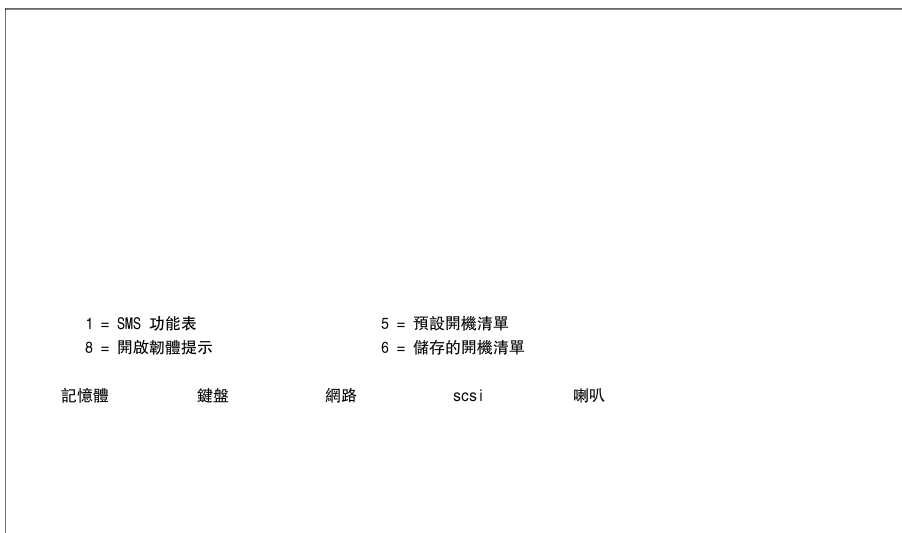 1 = SMS 功能表 5 = 預設開機清單
8 = 開啟韌體提示 6 = 儲存的開機清單
記憶體 鍵盤 網路 scsi 喇叭